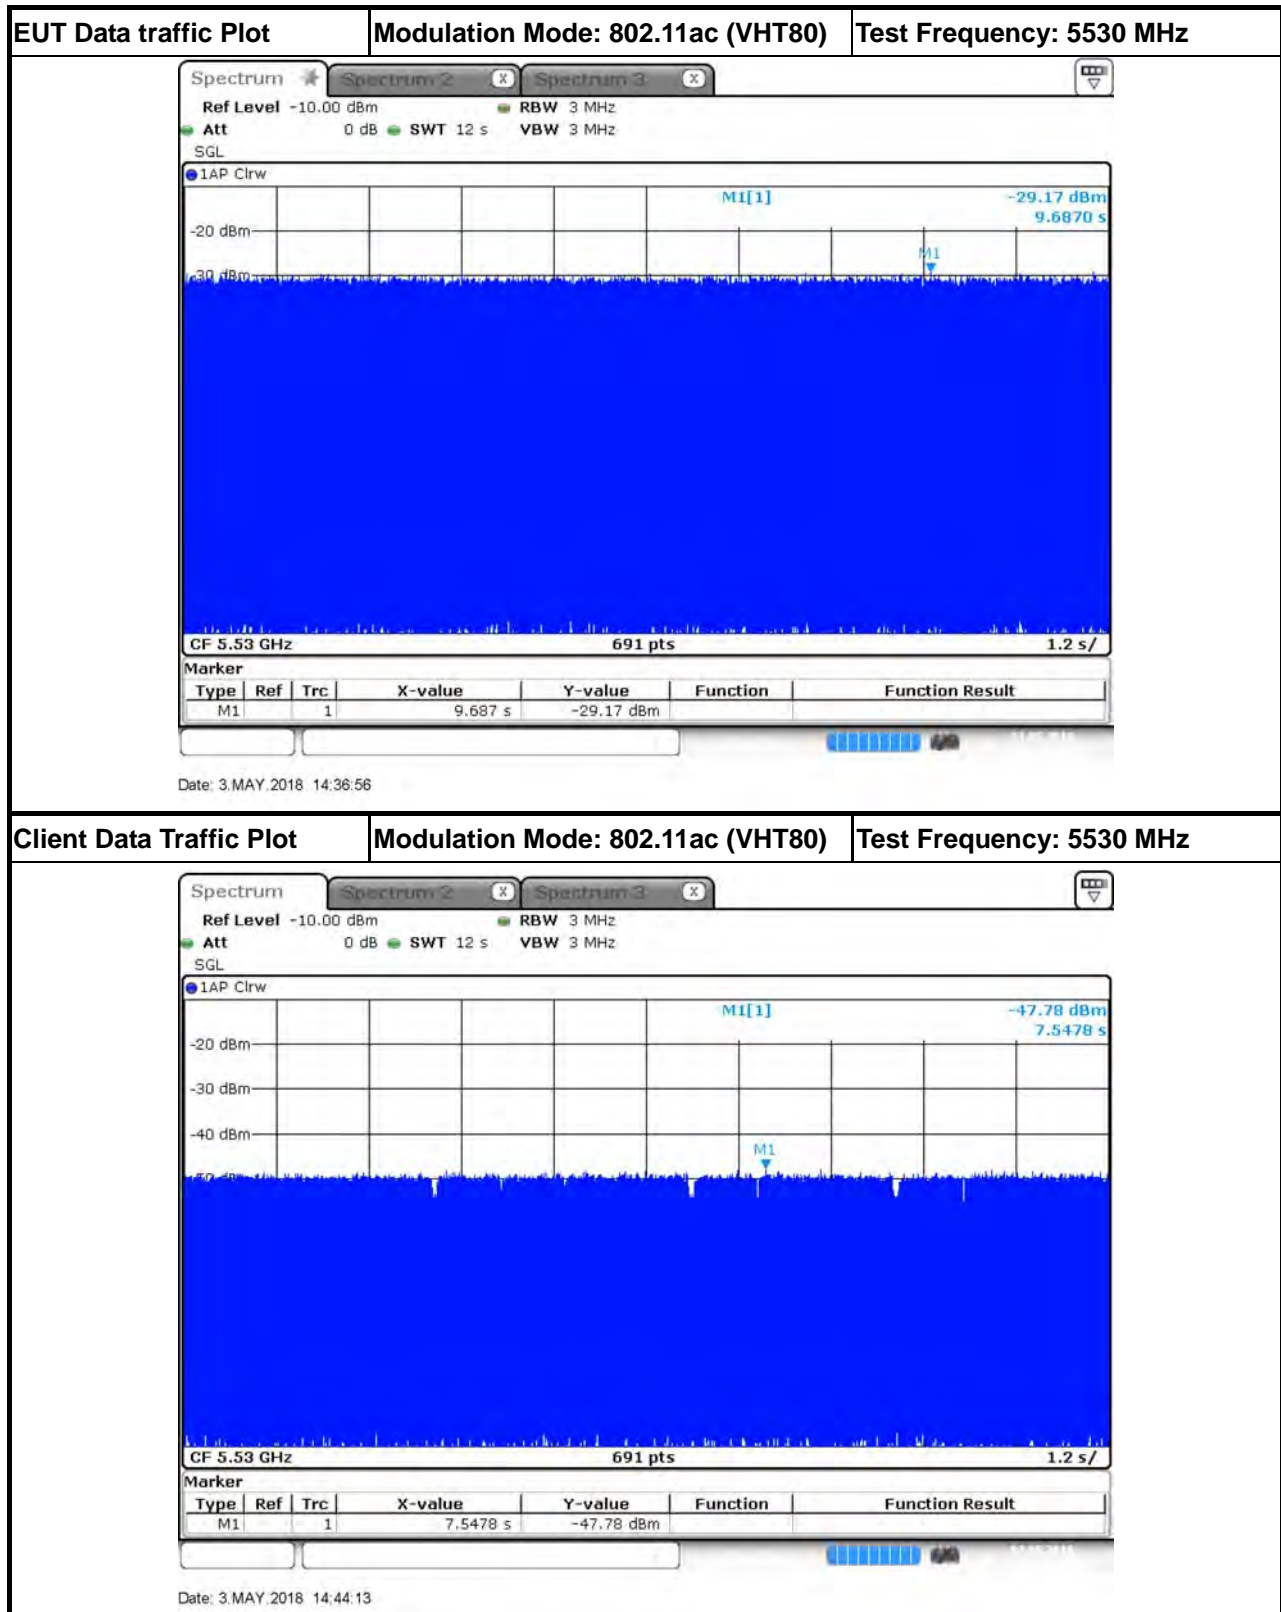 EUT Data traffic Plot Modulation Mode: 802.11ac (VHT80) Test Frequency: 5530 MHz
Spectrum Spectrum 2 X Spectrum 3 X
Ref Level -10.00 dBm RBW 3 MHz
Att 0 dB SWT 12 s VBW 3 MHz
SGL
1AP Clrw
M1[1] -29.17 dBm
9.6870 s
-20 dBm
M1
-30 dBm
CF 5.53 GHz 691 pts 1.2 s/
Marker
Type Ref Trc X-value Y-value Function Function Result
M1 1 9.687 s -29.17 dBm
Date: 3.MAY.2018 14:36:56
Client Data Traffic Plot Modulation Mode: 802.11ac (VHT80) Test Frequency: 5530 MHz
Spectrum Spectrum 2 X Spectrum 3 X
Ref Level -10.00 dBm RBW 3 MHz
Att 0 dB SWT 12 s VBW 3 MHz
SGL
1AP Clrw
M1[1] -47.78 dBm
7.5478 s
-20 dBm
-30 dBm
-40 dBm
M1
-50 dBm
CF 5.53 GHz 691 pts 1.2 s/
Marker
Type Ref Trc X-value Y-value Function Function Result
M1 1 7.5478 s -47.78 dBm
Date: 3.MAY.2018 14:44:13